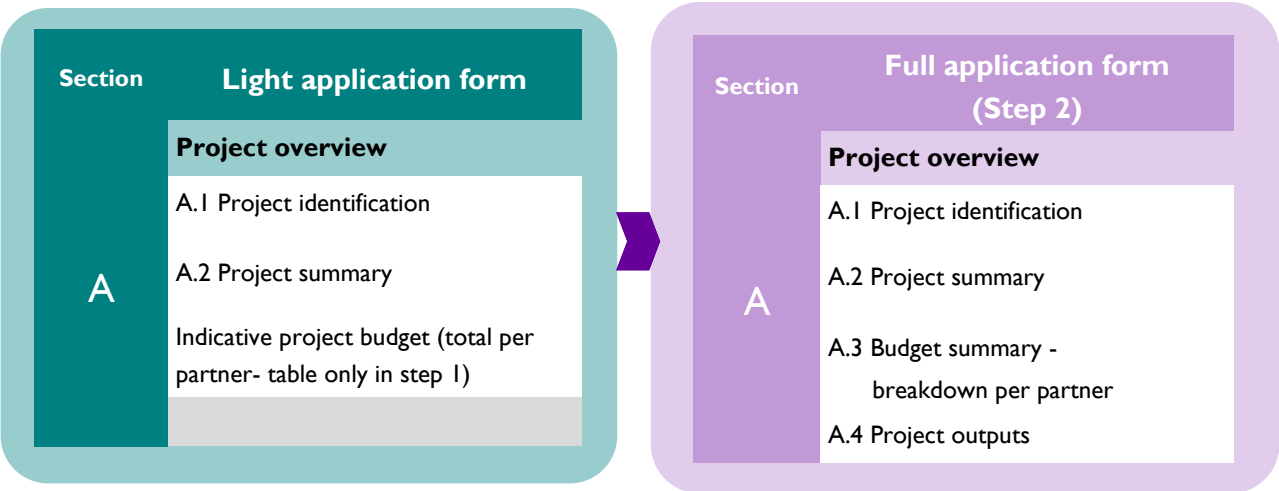 Section
Light application form
Project overview
A
A.1 Project identification
A.2 Project summary
Indicative project budget (total per
partner- table only in step 1)
Section
Full application form
(Step 2)
Project overview
A
A.1 Project identification
A.2 Project summary
A.3 Budget summary -
breakdown per partner
A.4 Project outputs